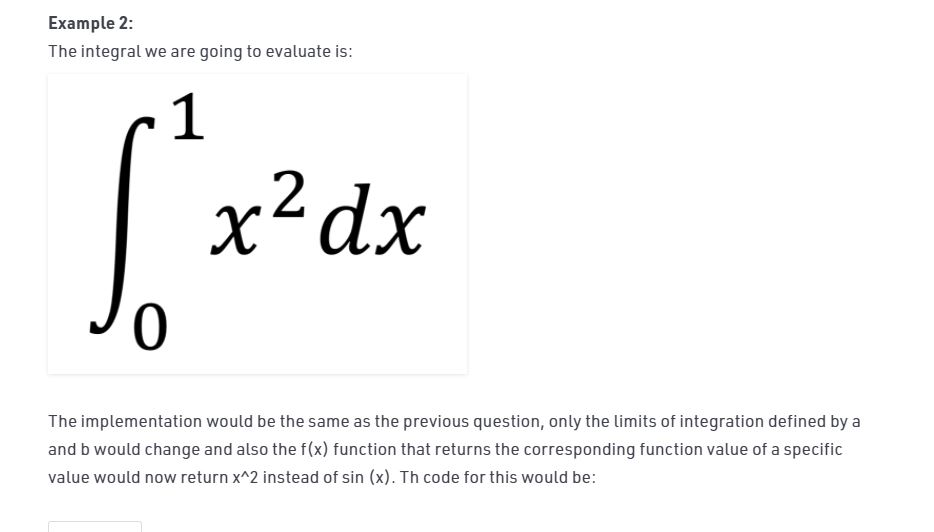 Example 2:
The integral we are going to evaluate is:
1
∫ x² dx
0
The implementation would be the same as the previous question, only the limits of integration defined by a
and b would change and also the f(x) function that returns the corresponding function value of a specific
value would now return x^2 instead of sin (x). Th code for this would be: